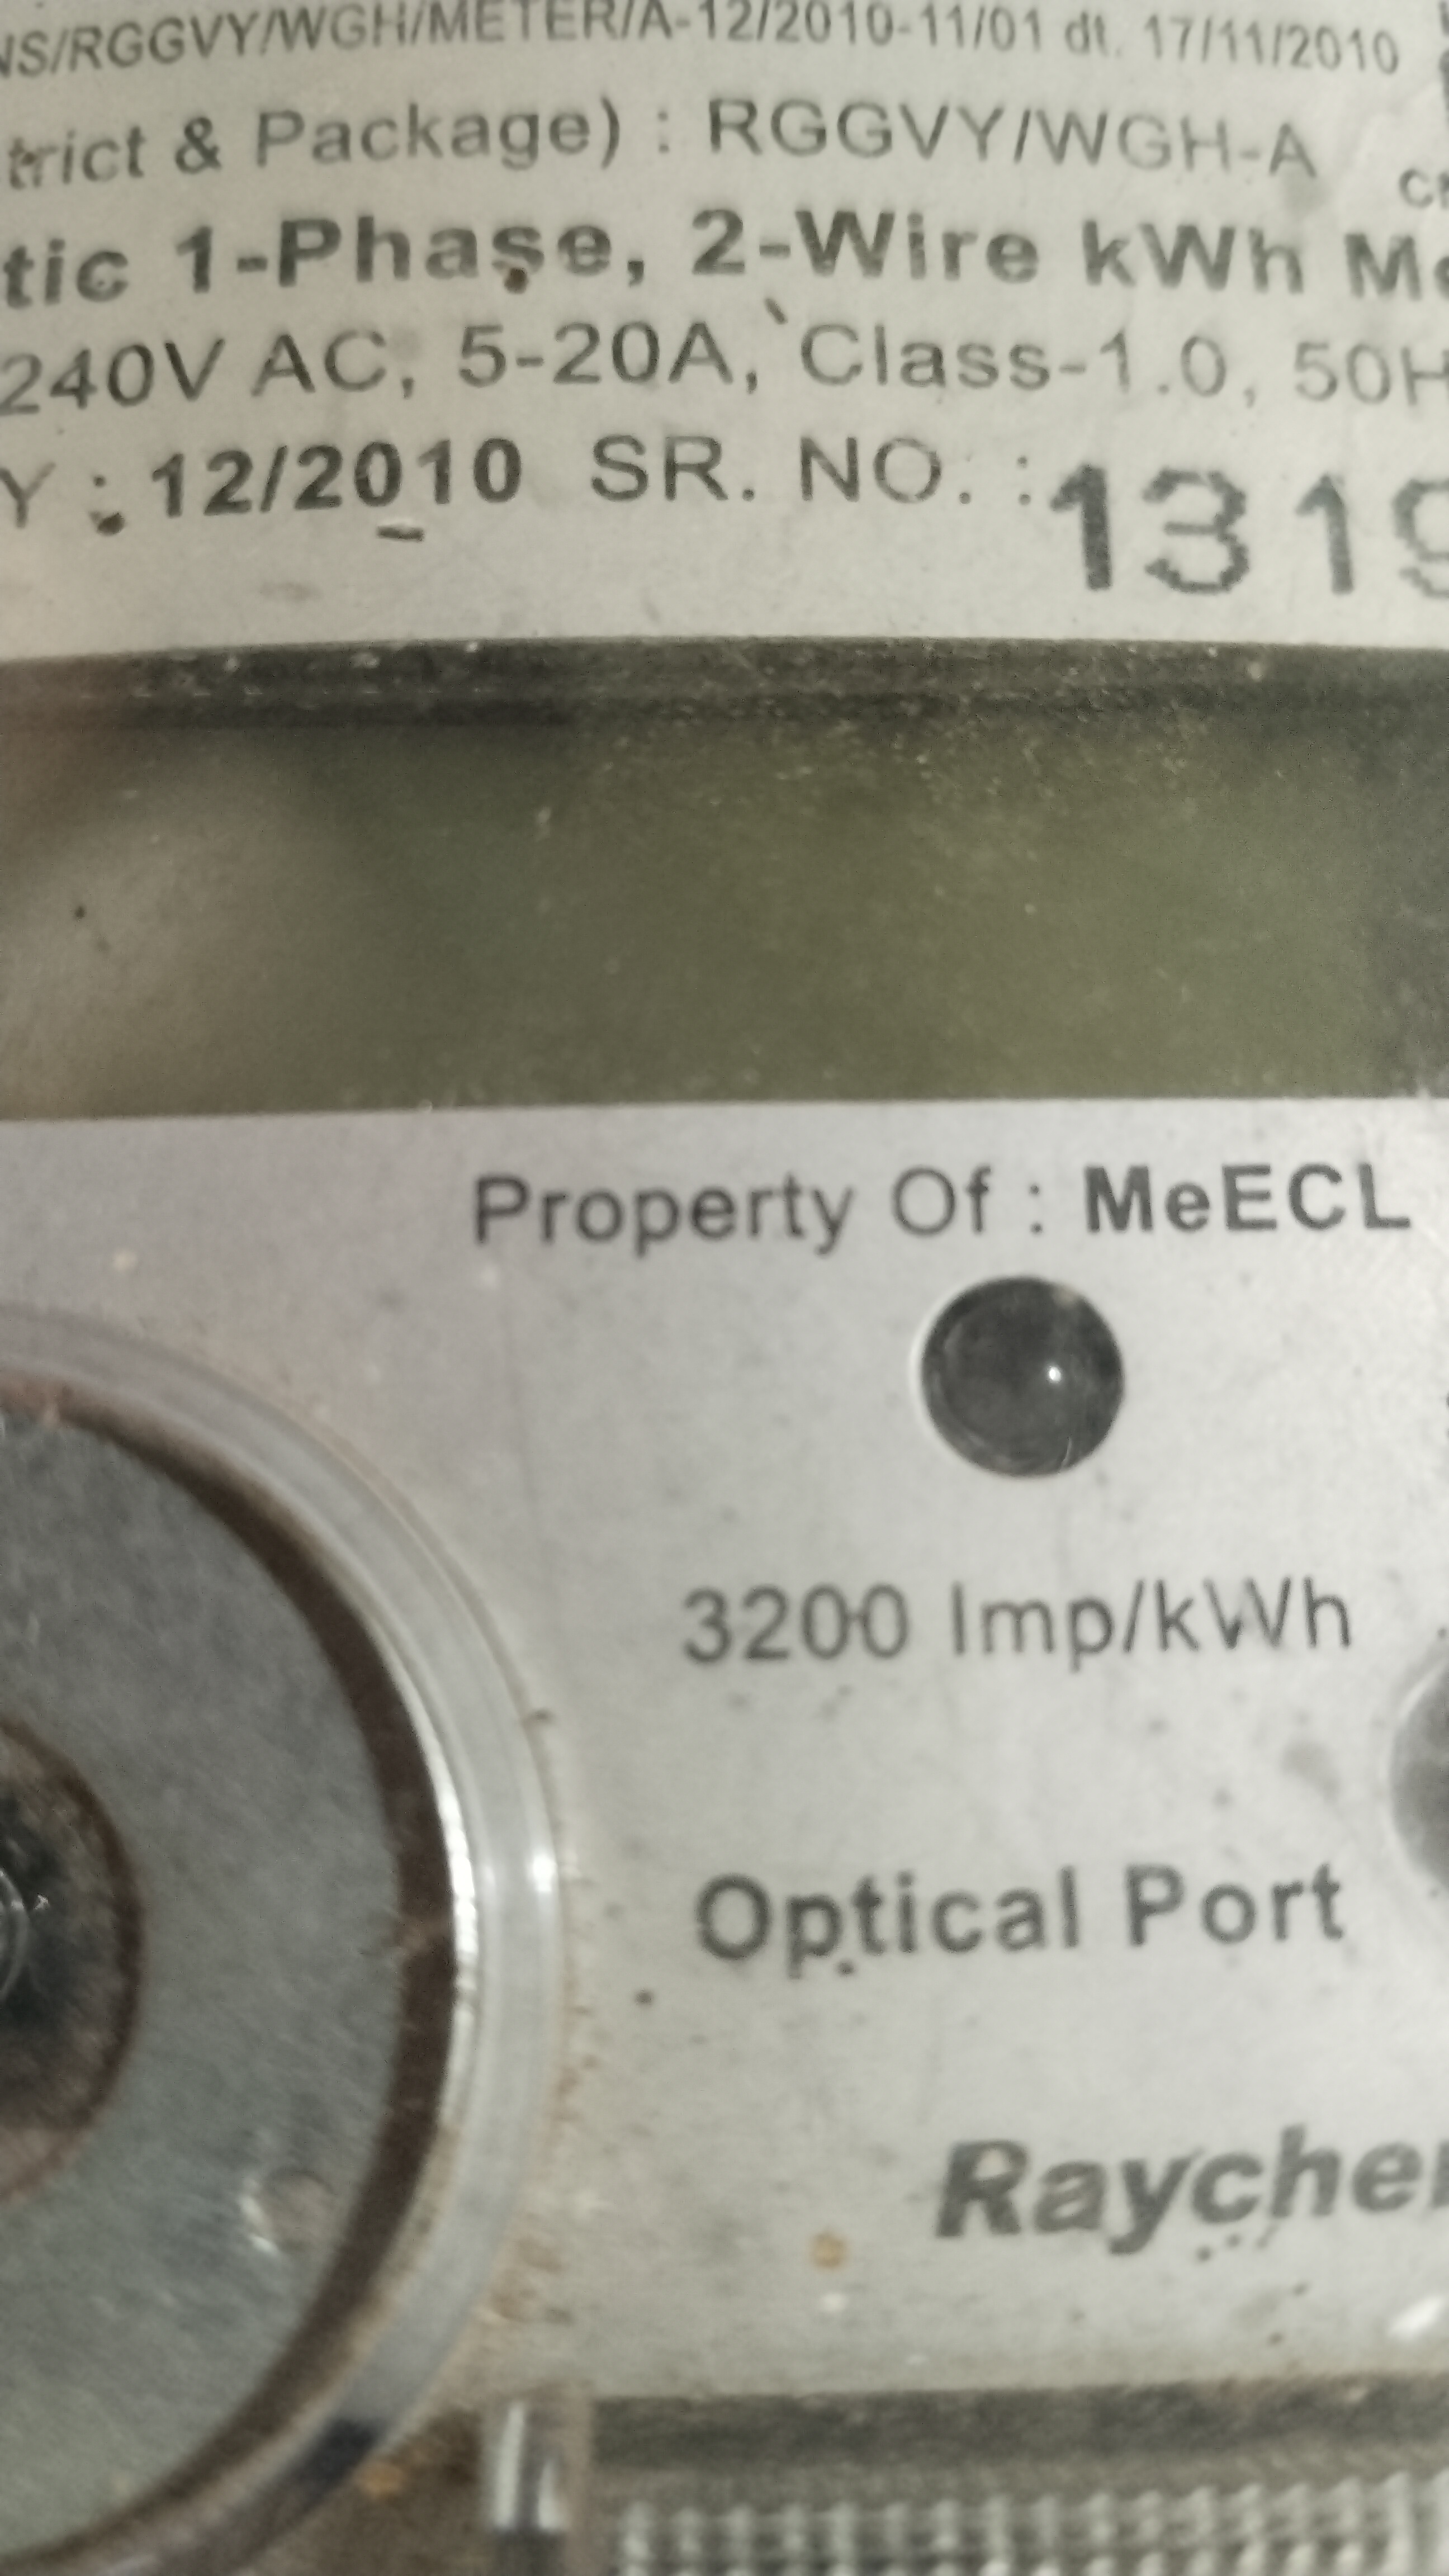 NS/RGGVY/WGH/METER/A-12/2010-11/01 dt. 17/11/2010
trict & Package) : RGGVY/WGH-A
tic 1-Phase, 2-Wire kWh Me
240V AC, 5-20A, Class-1.0, 50H
Y : 12/2010 SR. NO. : 1319
Property Of : MeECL
3200 Imp/kWh
Optical Port
Rayche